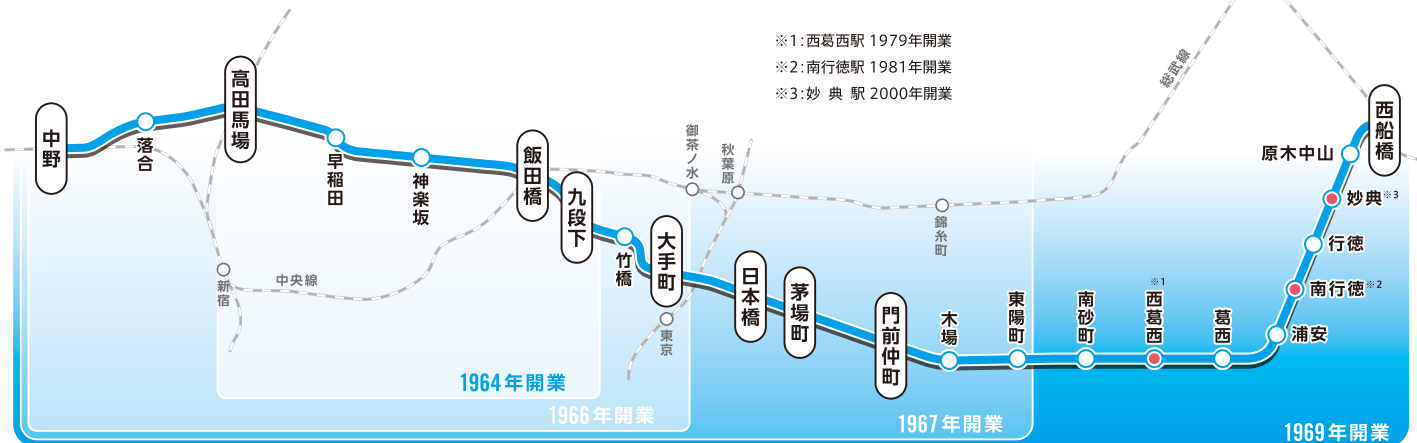 ※1:西葛西駅 1979年開業
※2:南行徳駅 1981年開業
※3:妙 典 駅 2000年開業
中野
落合
高田馬場
早稲田
神楽坂
飯田橋
九段下
竹橋
大手町
日本橋
茅場町
門前仲町
木場
東陽町
南砂町
※1
西葛西
葛西
浦安
南行徳※2
行徳
妙典※3
原木中山
西船橋
新宿
中央線
御茶ノ水
秋葉原
東京
錦糸町
総武線
1964年開業
1966年開業
1967年開業
1969年開業